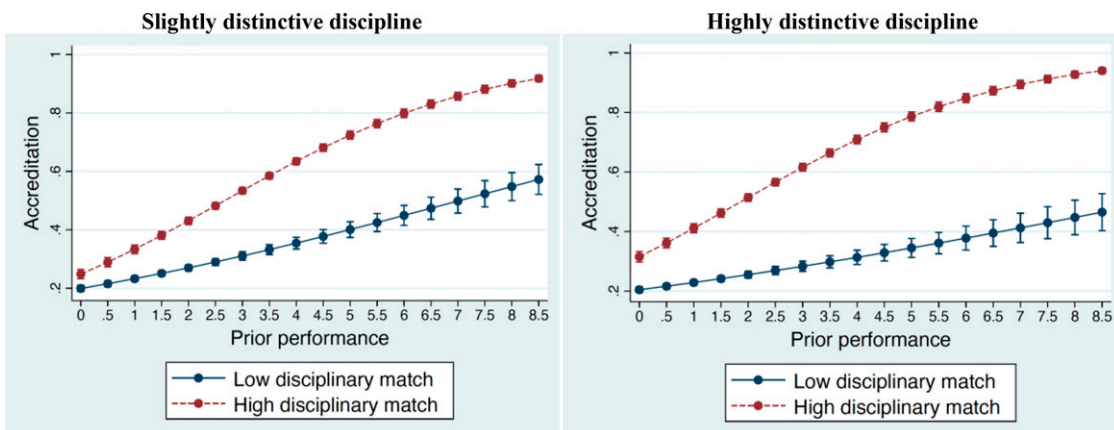 Slightly distinctive discipline
Accreditation
1
.8
.6
.4
.2
0 .5 1 1.5 2 2.5 3 3.5 4 4.5 5 5.5 6 6.5 7 7.5 8 8.5
Prior performance
Low disciplinary match
High disciplinary match
Highly distinctive discipline
Accreditation
1
.8
.6
.4
.2
0 .5 1 1.5 2 2.5 3 3.5 4 4.5 5 5.5 6 6.5 7 7.5 8 8.5
Prior performance
Low disciplinary match
High disciplinary match